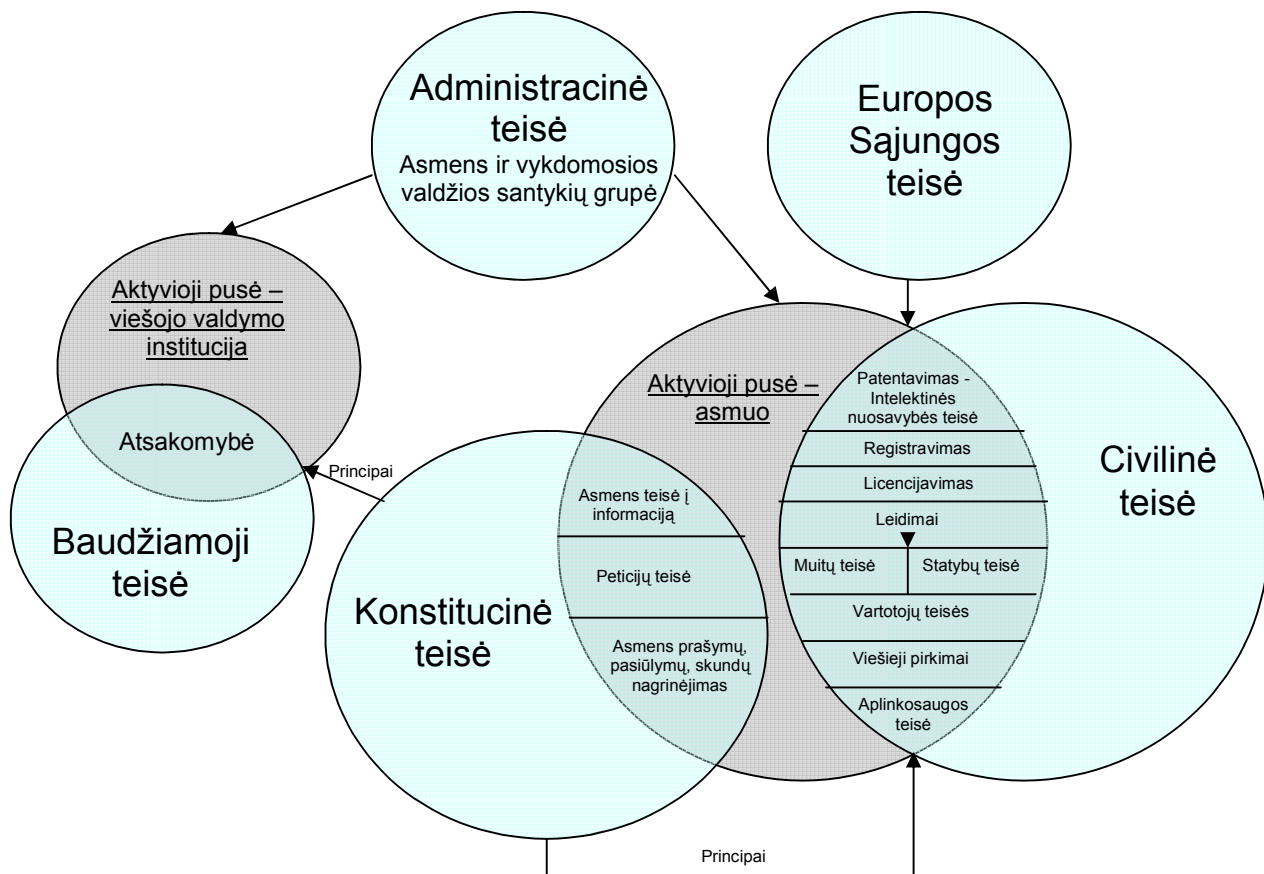 Administracinė
teisė
Asmens ir vykdomosios
valdžios santykių grupė
Europos
Sąjungos
teisė
Aktyvioji pusė –
viešojo valdymo
institucija
Atsakomybė
Baudžiamoji
teisė
Principai
Aktyvioji pusė –
asmuo
Konstitucinė
teisė
Asmens teisė į
informaciją
Peticijų teisė
Asmens prašymų,
pasiūlymų, skundų
nagrinėjimas
Patentavimas -
Intelektinės
nuosavybės teisė
Registravimas
Licencijavimas
Leidimai
Muitų teisė
Statybų teisė
Vartotojų teisės
Viešieji pirkimai
Aplinkosaugos
teisė
Civilinė
teisė
Principai